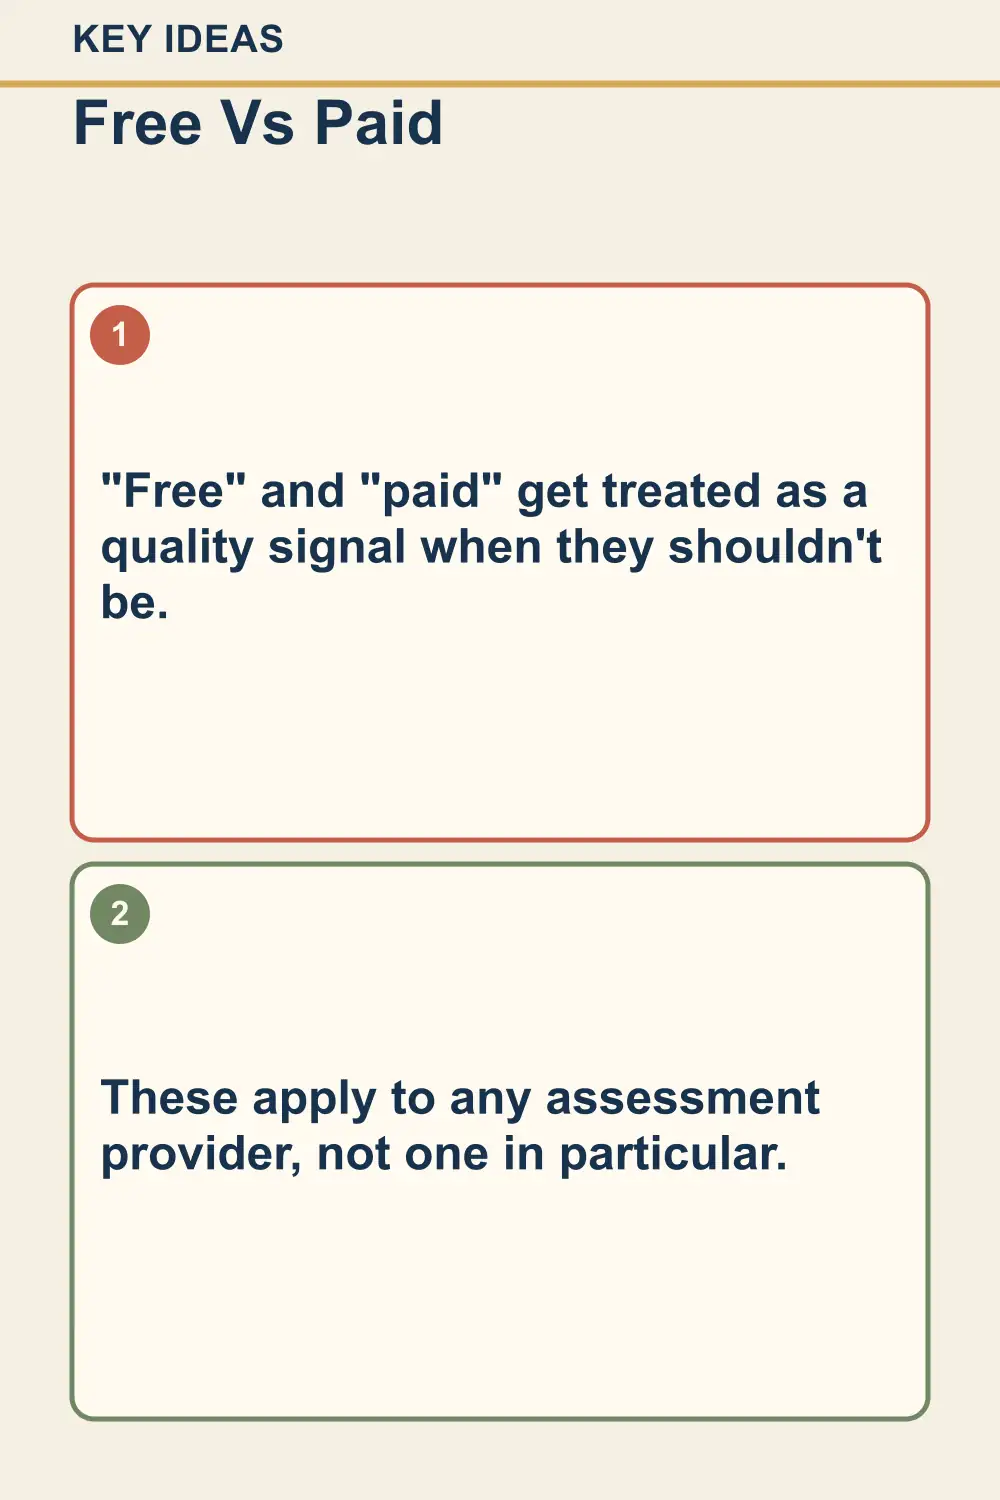 KEY IDEAS
Free Vs Paid
1
"Free" and "paid" get treated as a
quality signal when they shouldn't
be.
2
These apply to any assessment
provider, not one in particular.